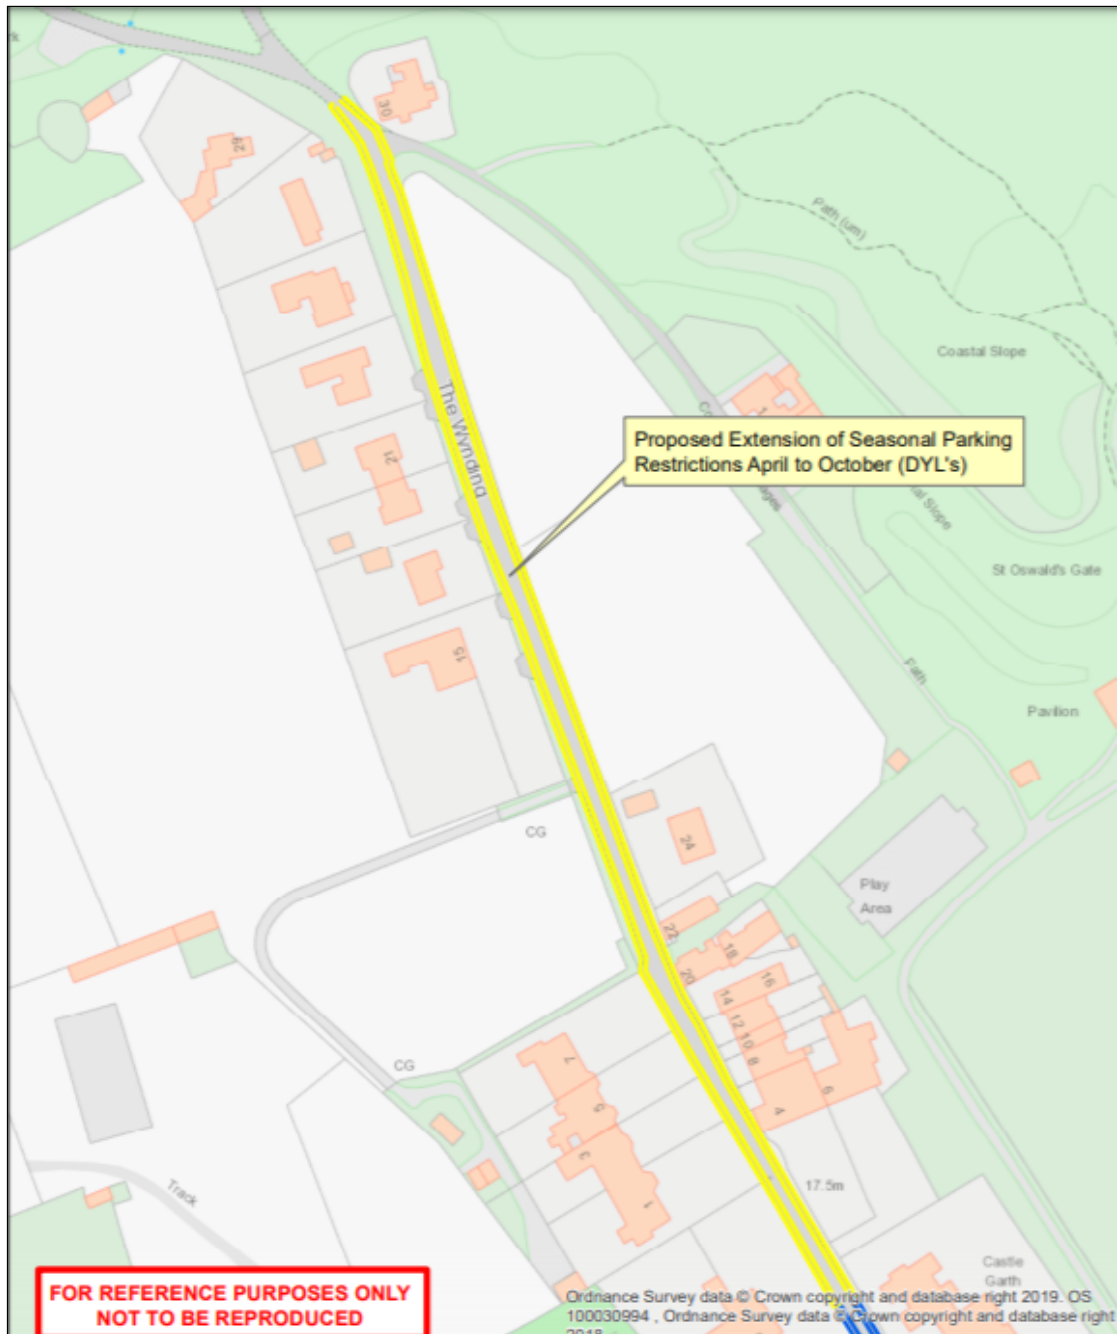 30
29
Path (um)
Coastal Slope
The Wynding
1
Proposed Extension of Seasonal Parking
Restrictions April to October (DYL's)
21
St Oswald's Gate
15
Path
Pavilion
CG
24
Play
Area
22
18
20
16
14
12
10
8
7
CG
6
5
4
3
17.5m
1
Track
Castle
Garth
FOR REFERENCE PURPOSES ONLY
NOT TO BE REPRODUCED
Ordnance Survey data © Crown copyright and database right 2019. OS
100030994 , Ordnance Survey data © Crown copyright and database right